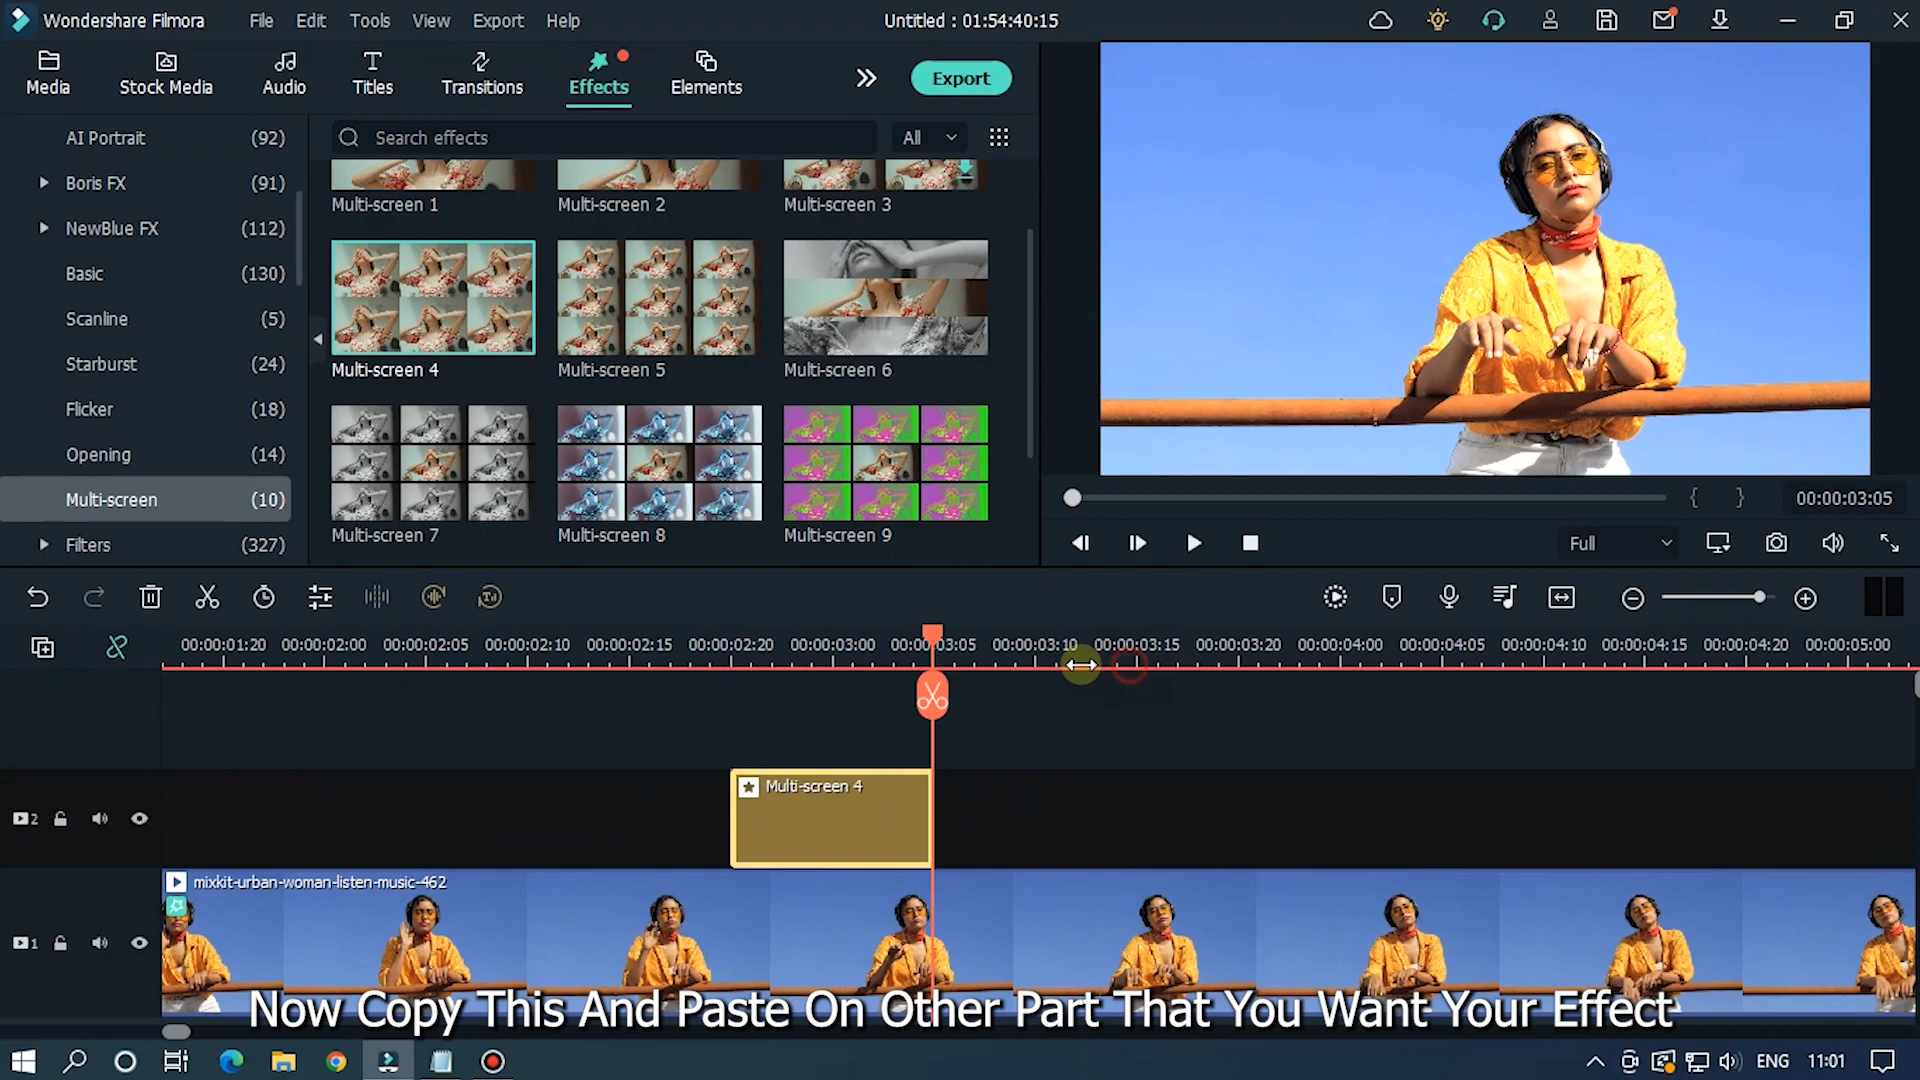 Wondershare Filmora File Edit Tools View Export Help Untitled : 01:54:40:15
Media Stock Media Audio Titles Transitions Effects Elements Export
AI Portrait (92)
Boris FX (91)
NewBlue FX (112)
Basic (130)
Scanline (5)
Starburst (24)
Flicker (18)
Opening (14)
Multi-screen (10)
Filters (327)
Search effects All
Multi-screen 1 Multi-screen 2 Multi-screen 3
Multi-screen 4 Multi-screen 5 Multi-screen 6
Multi-screen 7 Multi-screen 8 Multi-screen 9
{ } 00:00:03:05
Full
00:00:01:20 00:00:02:00 00:00:02:05 00:00:02:10 00:00:02:15 00:00:02:20 00:00:03:00 00:00:03:05 00:00:03:10 00:00:03:15 00:00:03:20 00:00:04:00 00:00:04:05 00:00:04:10 00:00:04:15 00:00:04:20 00:00:05:00
Multi-screen 4
2
mixkit-urban-woman-listen-music-462
1
Now Copy This And Paste On Other Part That You Want Your Effect
ENG 11:01